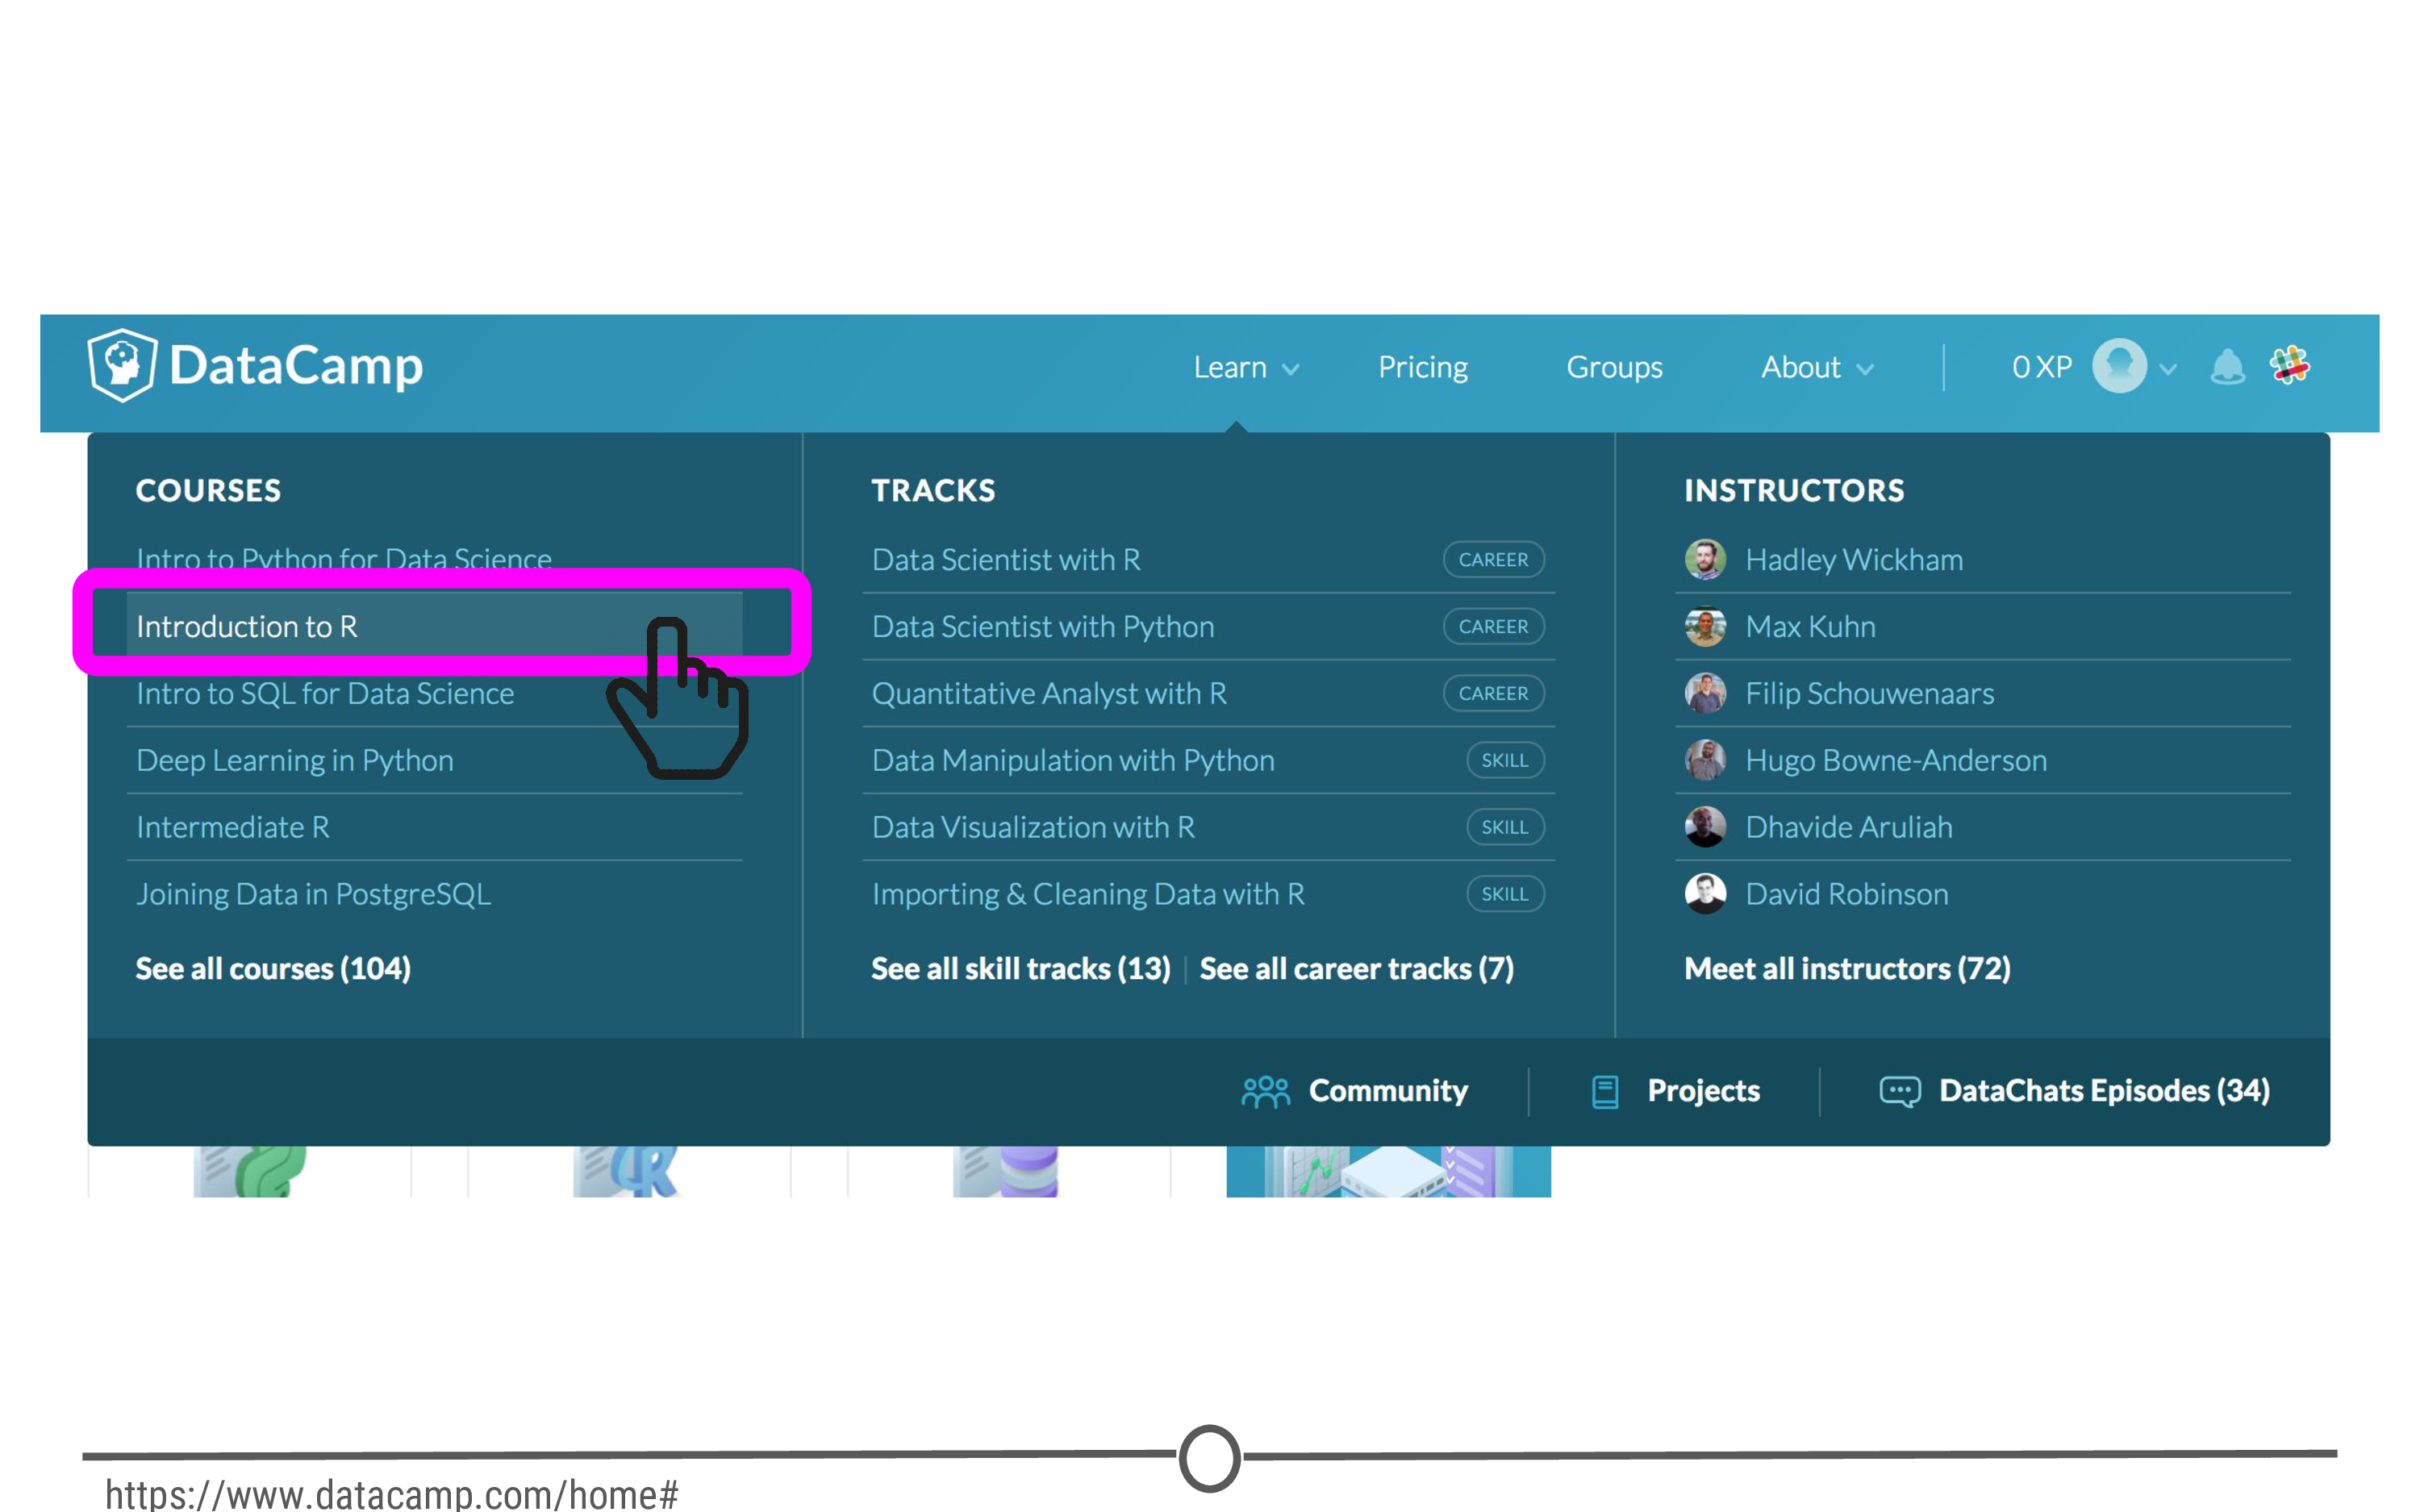 DataCamp
Learn Pricing Groups About 0 XP
COURSES
Intro to Python for Data Science
Introduction to R
Intro to SQL for Data Science
Deep Learning in Python
Intermediate R
Joining Data in PostgreSQL
See all courses (104)
TRACKS
Data Scientist with R CAREER
Data Scientist with Python CAREER
Quantitative Analyst with R CAREER
Data Manipulation with Python SKILL
Data Visualization with R SKILL
Importing & Cleaning Data with R SKILL
See all skill tracks (13) | See all career tracks (7)
INSTRUCTORS
Hadley Wickham
Max Kuhn
Filip Schouwenaars
Hugo Bowne-Anderson
Dhavide Aruliah
David Robinson
Meet all instructors (72)
Community Projects DataChats Episodes (34)
R
https://www.datacamp.com/home#